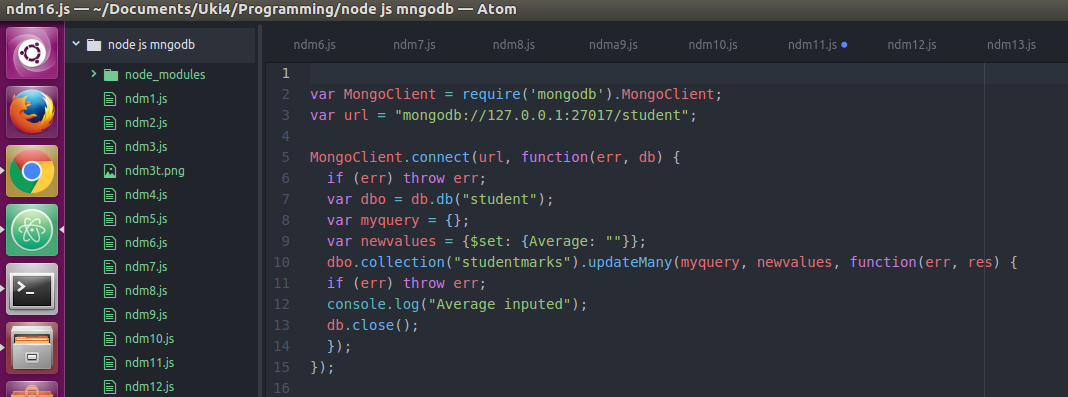 ndm16.js — ~/Documents/Uki4/Programming/node js mngodb — Atom
node js mngodb
node_modules
ndm1.js
ndm2.js
ndm3.js
ndm3t.png
ndm4.js
ndm5.js
ndm6.js
ndm7.js
ndm8.js
ndm9.js
ndm10.js
ndm11.js
ndm12.js
ndm6.js ndm7.js ndm8.js ndma9.js ndm10.js ndm11.js ndm12.js ndm13.js
1
2 var MongoClient = require('mongodb').MongoClient;
3 var url = "mongodb://127.0.0.1:27017/student";
4
5 MongoClient.connect(url, function(err, db) {
6 if (err) throw err;
7 var dbo = db.db("student");
8 var myquery = {};
9 var newvalues = {$set: {Average: ""}};
10 dbo.collection("studentmarks").updateMany(myquery, newvalues, function(err, res) {
11 if (err) throw err;
12 console.log("Average inputed");
13 db.close();
14 });
15 });
16